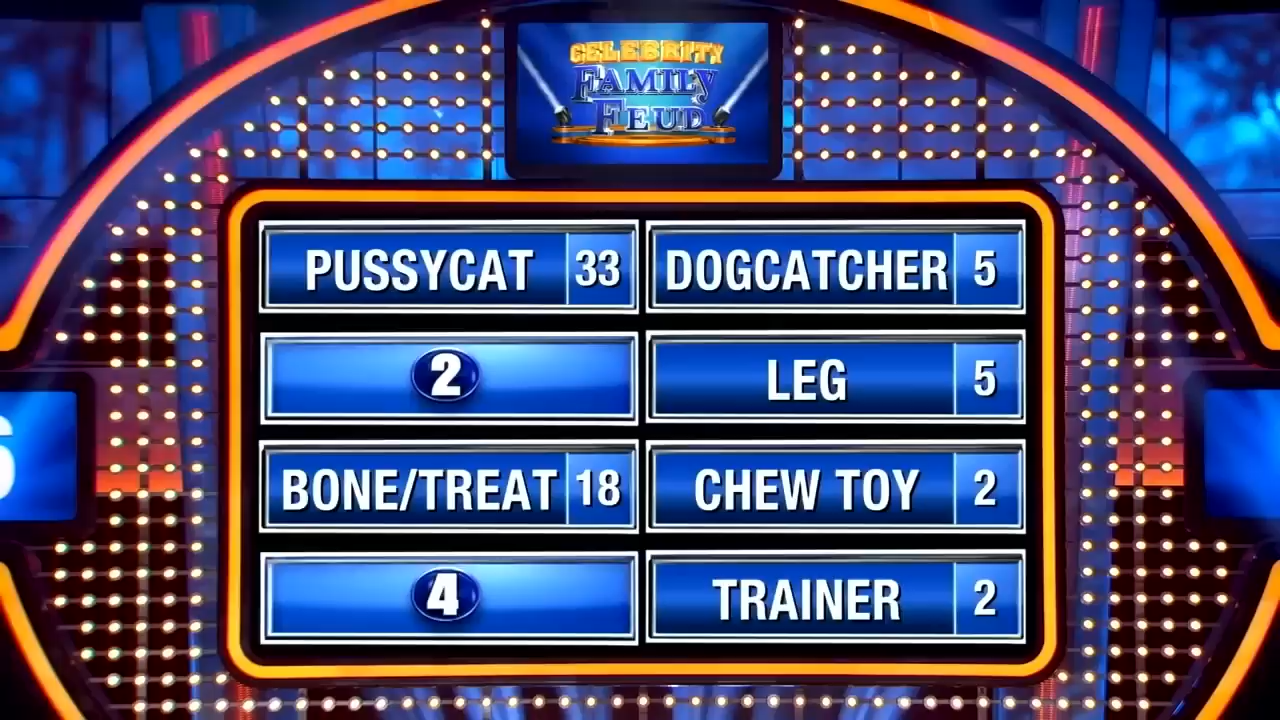 CELEBRITY
FAMILY
FEUD
PUSSYCAT 33
DOGCATCHER 5
2
LEG 5
BONE/TREAT 18
CHEW TOY 2
4
TRAINER 2